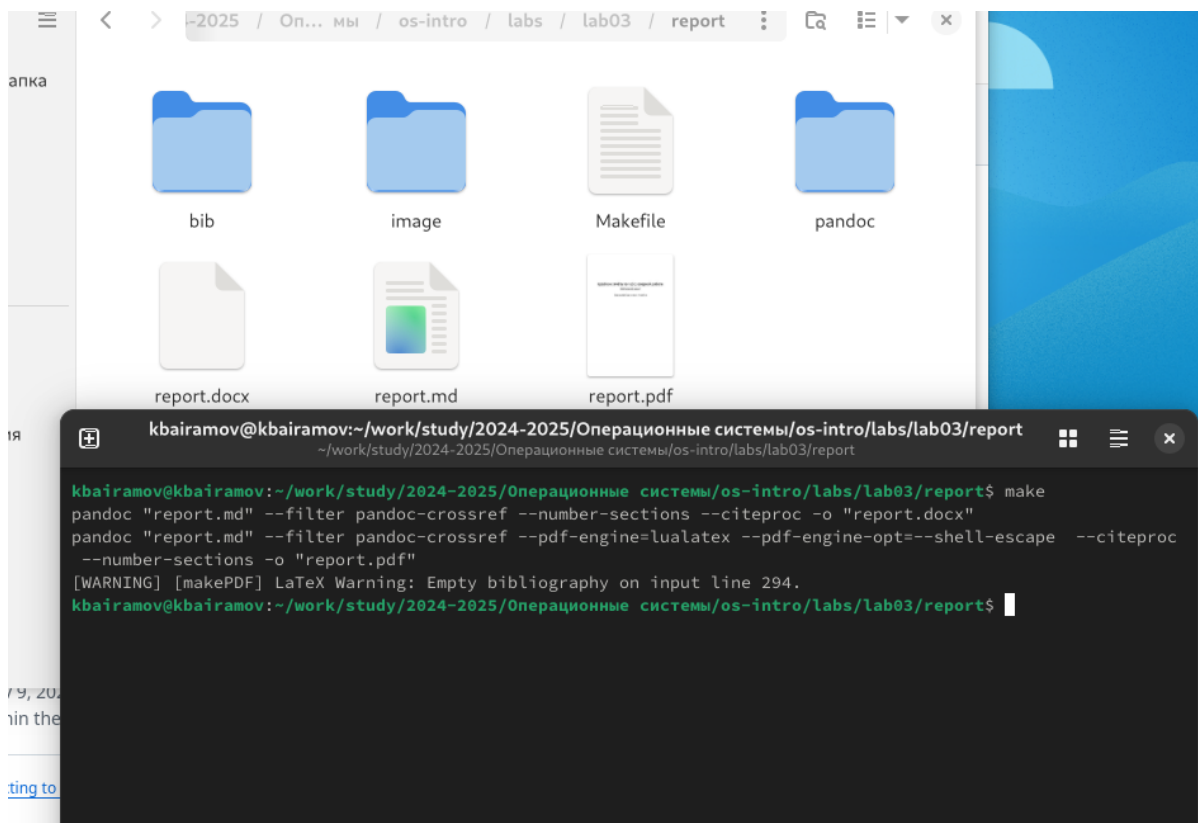 -2025 / Оп... мы / os-intro / labs / lab03 / report
апка
bib
image
Makefile
pandoc
report.docx
report.md
report.pdf
ия
kbairamov@kbairamov:~/work/study/2024-2025/Операционные системы/os-intro/labs/lab03/report
~/work/study/2024-2025/Операционные системы/os-intro/labs/lab03/report
kbairamov@kbairamov:~/work/study/2024-2025/Операционные системы/os-intro/labs/lab03/report$ make
pandoc "report.md" --filter pandoc-crossref --number-sections --citeproc -o "report.docx"
pandoc "report.md" --filter pandoc-crossref --pdf-engine=lualatex --pdf-engine-opt=--shell-escape  --citeproc
 --number-sections -o "report.pdf"
[WARNING] [makePDF] LaTeX Warning: Empty bibliography on input line 294.
kbairamov@kbairamov:~/work/study/2024-2025/Операционные системы/os-intro/labs/lab03/report$
y 9, 202
hin the
cting to